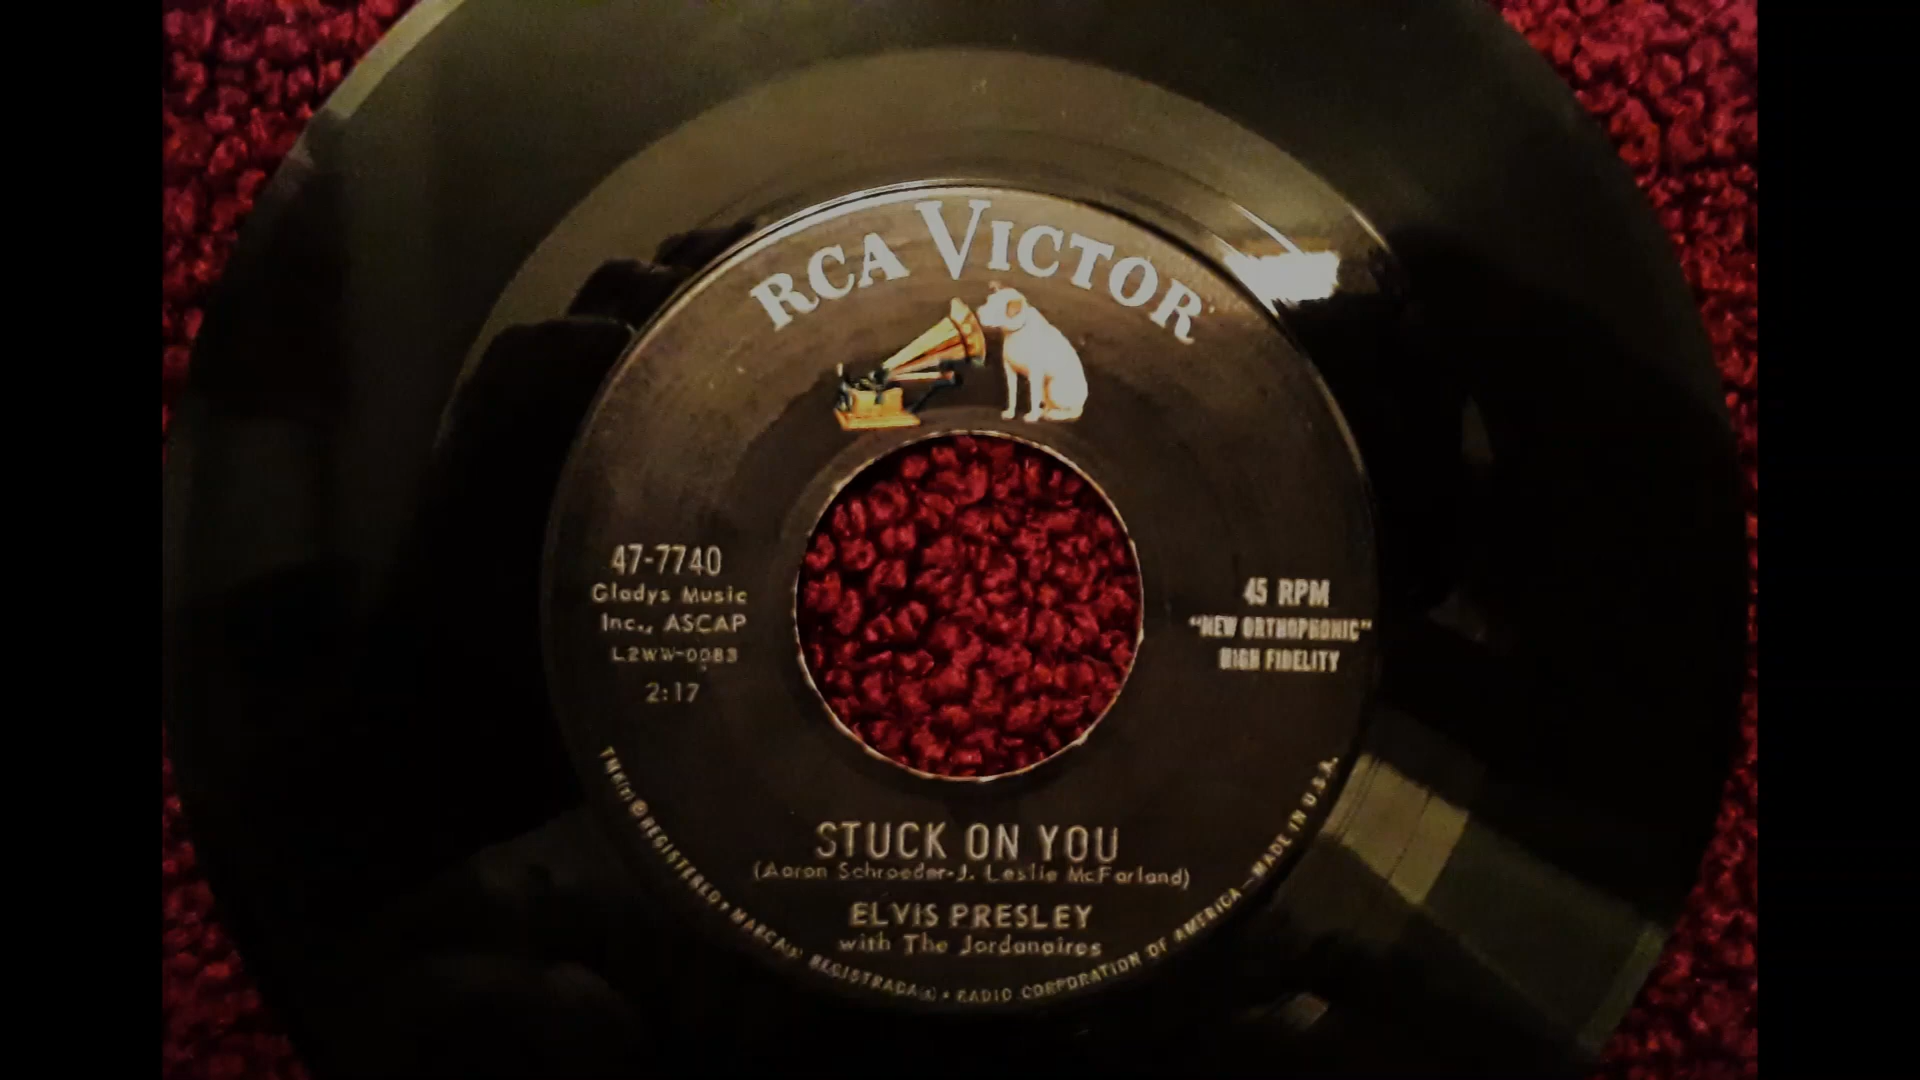 RCA VICTOR
47-7740
Gladys Music
Inc., ASCAP
L2WW-0083
2:17
45 RPM
"NEW ORTHOPHONIC"
HIGH FIDELITY
STUCK ON YOU
(Aaron Schroeder-J. Leslie McFarland)
ELVIS PRESLEY
with The Jordanaires
TMK(s) ® REGISTERED • MARCA(s) REGISTRADA(s) • RADIO CORPORATION OF AMERICA—MADE IN U.S.A.